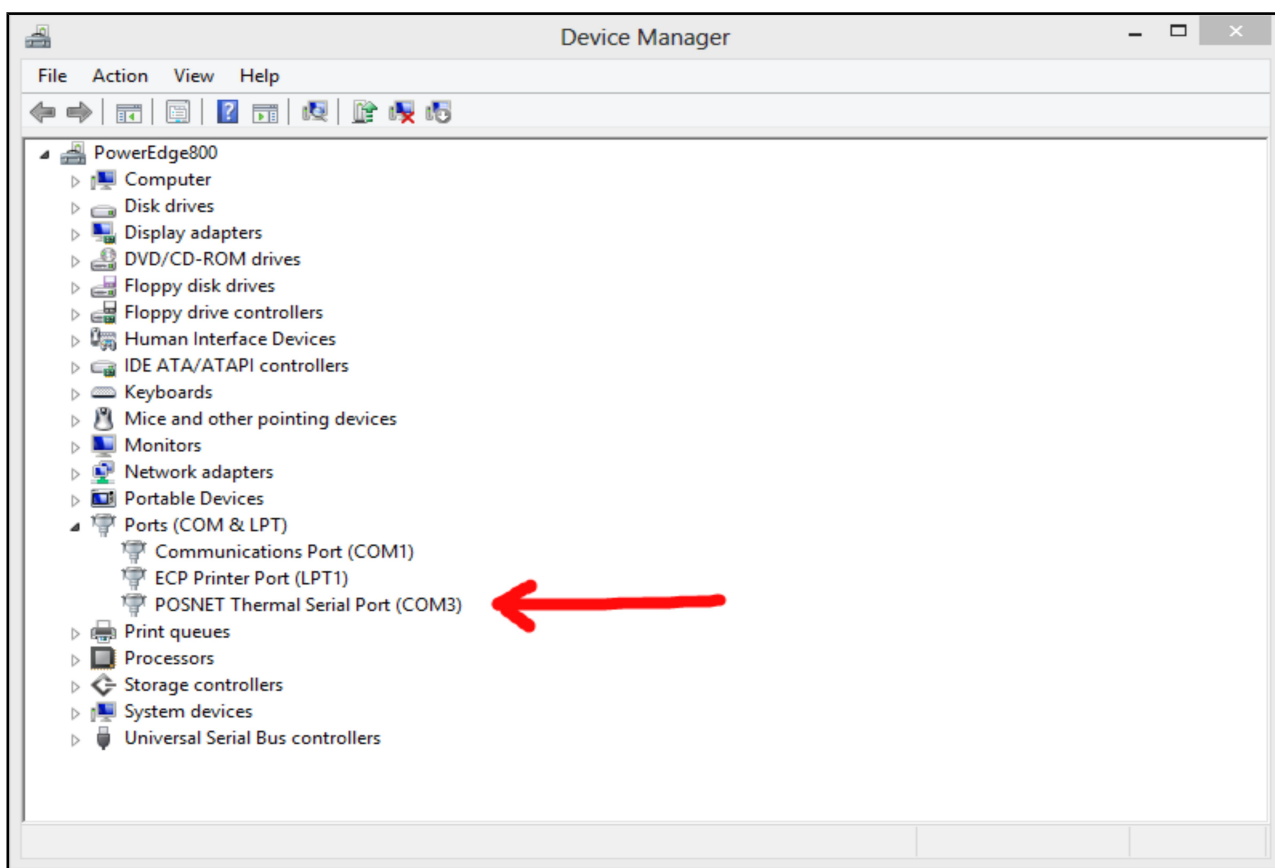 Device Manager
File Action View Help
PowerEdge800
Computer
Disk drives
Display adapters
DVD/CD-ROM drives
Floppy disk drives
Floppy drive controllers
Human Interface Devices
IDE ATA/ATAPI controllers
Keyboards
Mice and other pointing devices
Monitors
Network adapters
Portable Devices
Ports (COM & LPT)
Communications Port (COM1)
ECP Printer Port (LPT1)
POSNET Thermal Serial Port (COM3)
Print queues
Processors
Storage controllers
System devices
Universal Serial Bus controllers